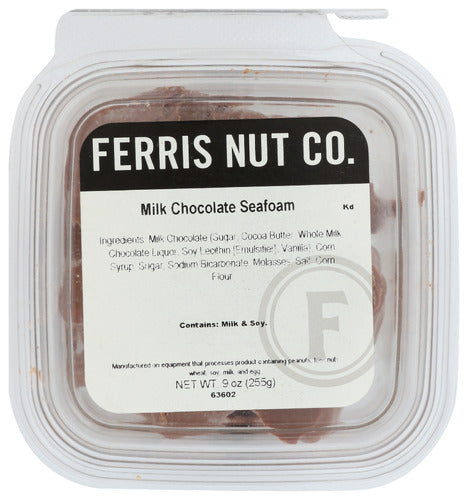 FERRIS NUT CO.
Milk Chocolate Seafoam Kd
Ingredients: Milk Chocolate (Sugar, Cocoa Butter, Whole Milk,
Chocolate Liquor, Soy Lecithin [Emulsifier], Vanilla), Corn
Syrup, Sugar, Sodium Bicarbonate, Molasses, Salt, Corn
Flour
Contains: Milk & Soy.
F
Manufactured on equipment that processes product containing peanuts, tree nuts
wheat, soy, milk, and egg
NET WT. 9 oz (255g)
63602